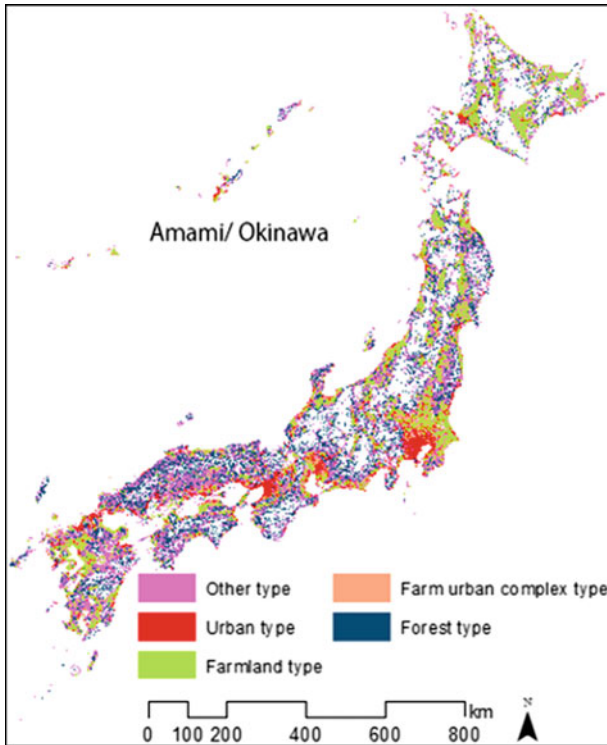 Amami/ Okinawa
Other type
Farm urban complex type
Urban type
Forest type
Farmland type
km
0 100 200 400 600 800
N